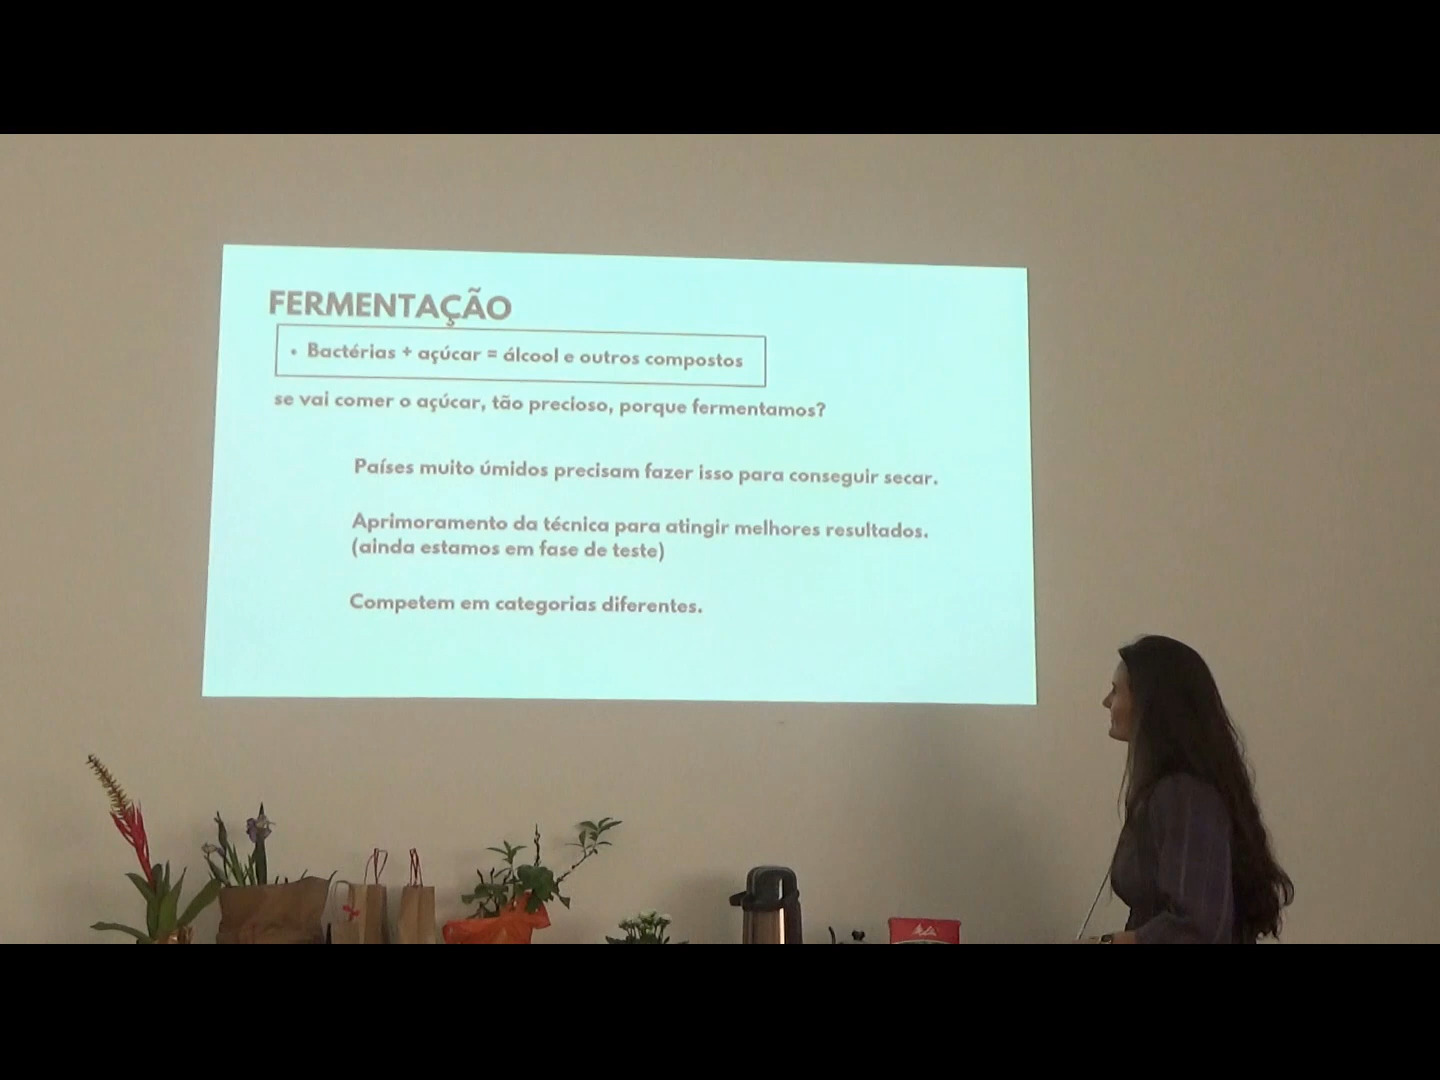 FERMENTAÇÃO
• Bactérias + açúcar = álcool e outros compostos
se vai comer o açúcar, tão precioso, porque fermentamos?
Países muito úmidos precisam fazer isso para conseguir secar.
Aprimoramento da técnica para atingir melhores resultados.
(ainda estamos em fase de teste)
Competem em categorias diferentes.